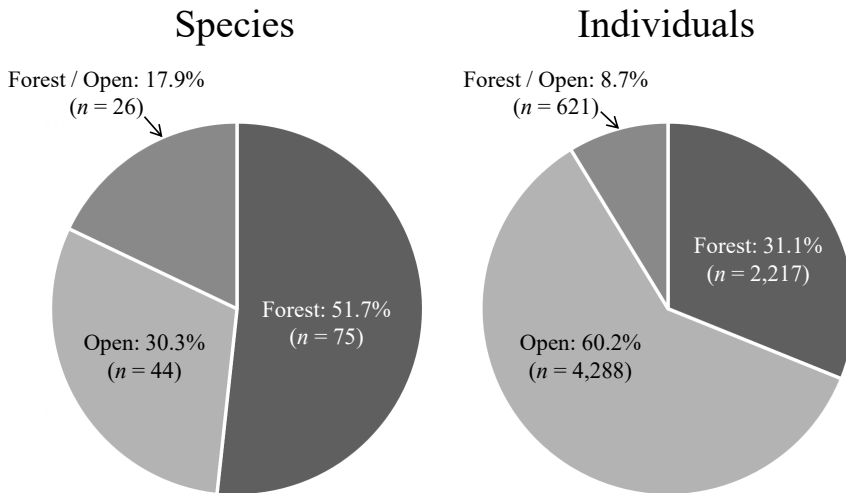 Species
Forest / Open: 17.9%
(n = 26)
Forest: 51.7%
(n = 75)
Open: 30.3%
(n = 44)
Individuals
Forest / Open: 8.7%
(n = 621)
Forest: 31.1%
(n = 2,217)
Open: 60.2%
(n = 4,288)